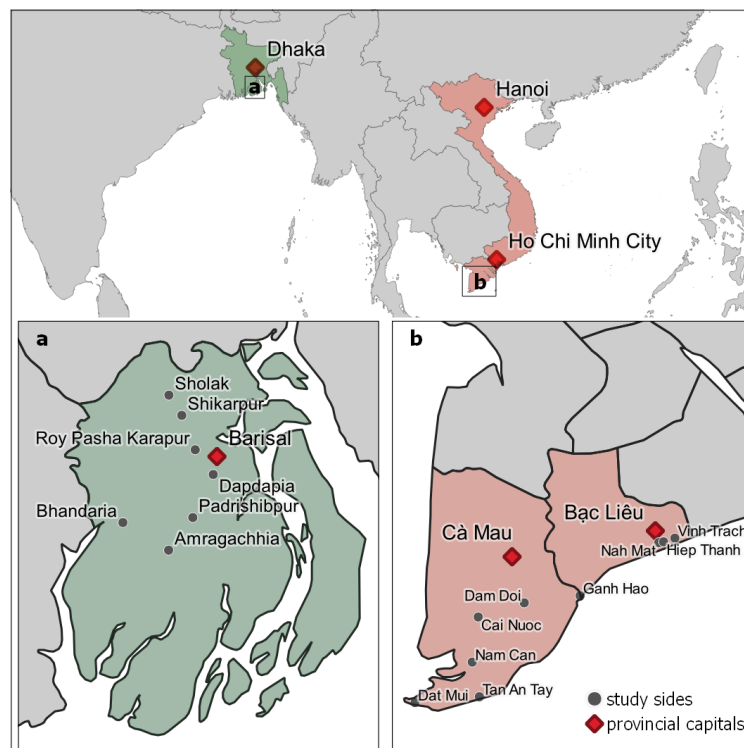 Dhaka
a
Hanoi
Ho Chi Minh City
b
a
Sholak
Shikarpur
Roy Pasha Karapur
Barisal
Dapdapia
Padrishibpur
Bhandaria
Amragachhia
b
Bạc Liêu
Cà Mau
Vinh Trach
Nah Mat
Hiep Thanh
Ganh Hao
Dam Doi
Cai Nuoc
Nam Can
Dat Mui
Tan An Tay
study sides
provincial capitals